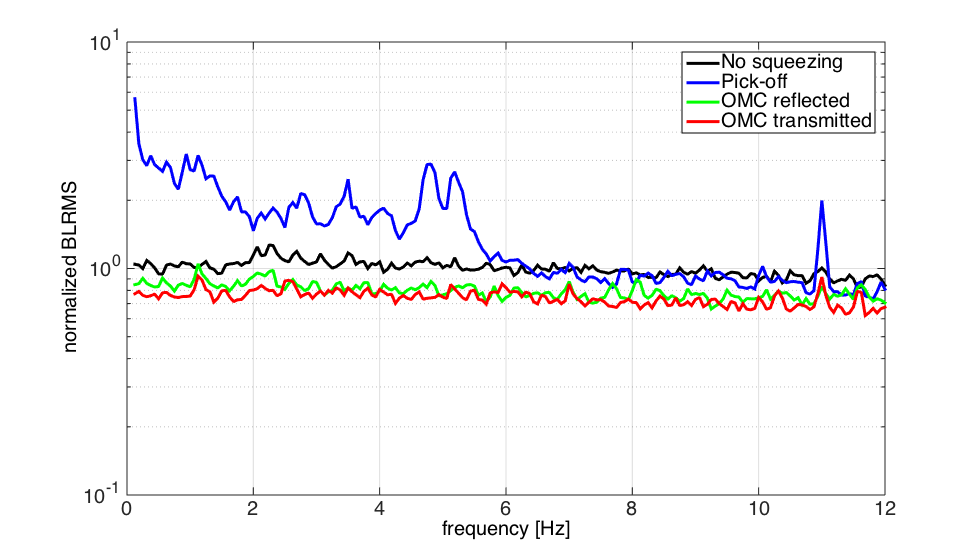 10^1
No squeezing
Pick-off
OMC reflected
OMC transmitted
normalized BLRMS
10^0
10^-1
0 2 4 6 8 10 12
frequency [Hz]